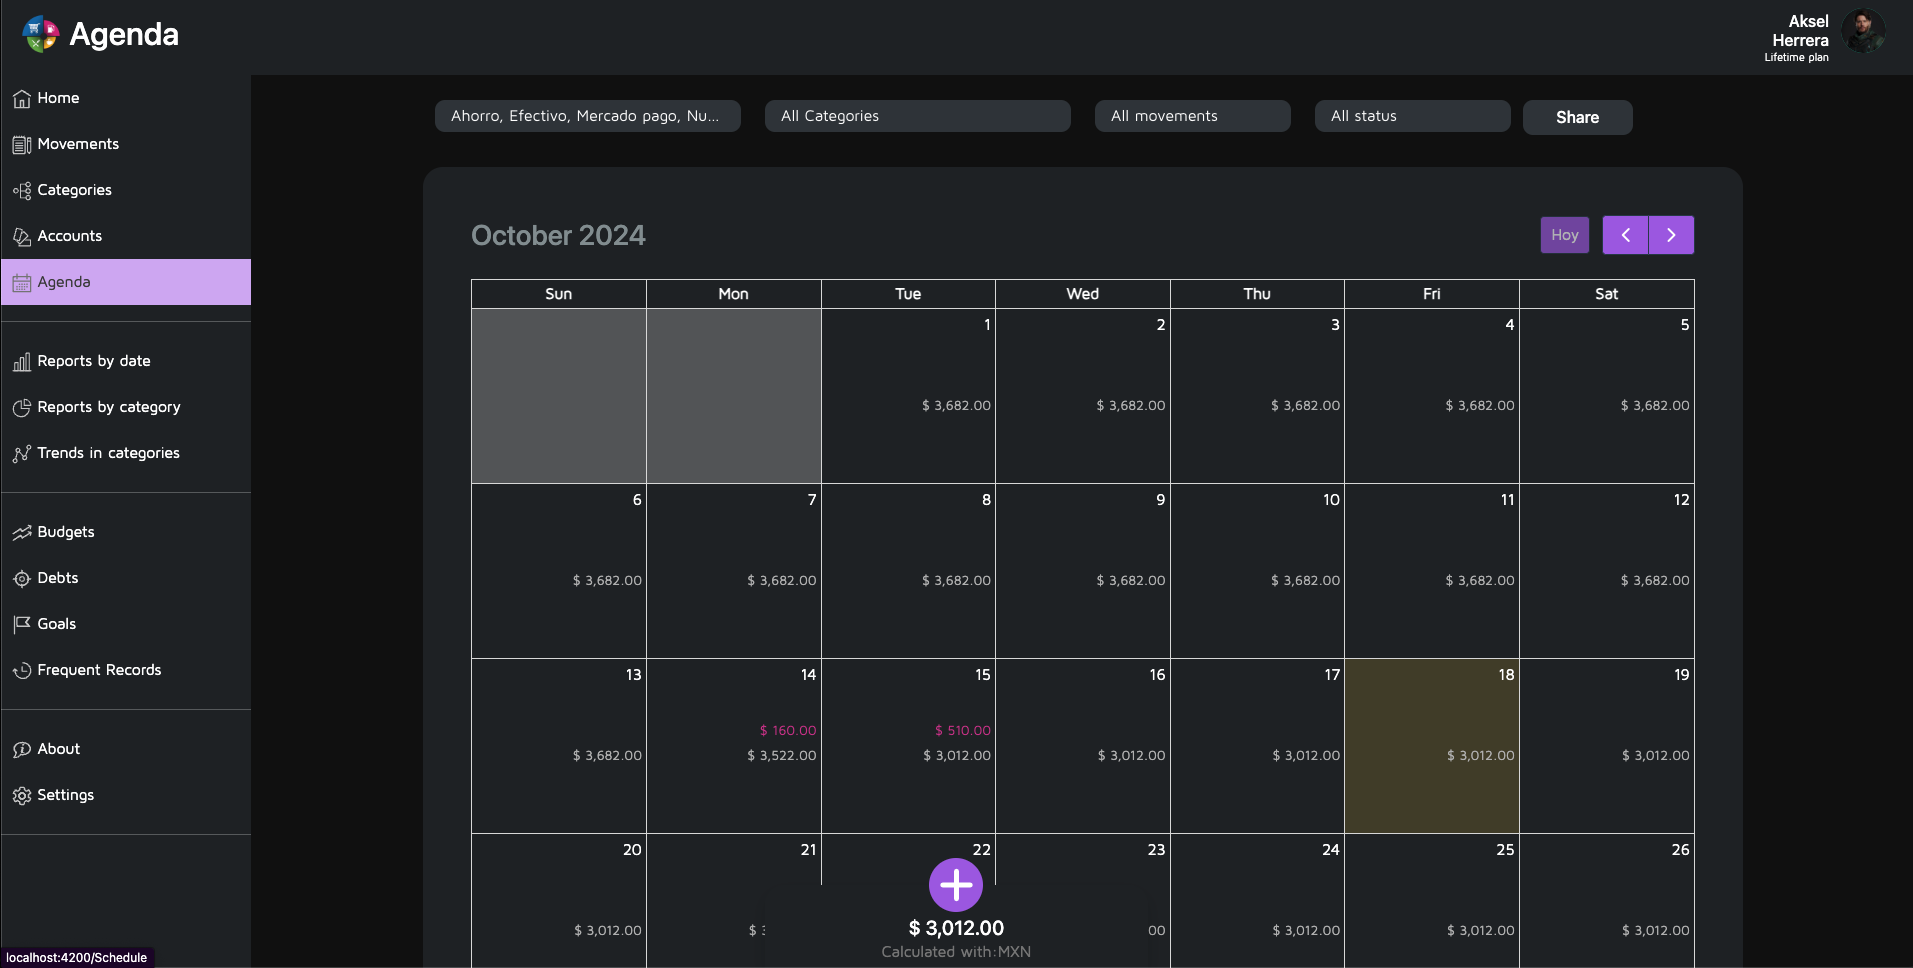 Agenda
Aksel
Herrera
Lifetime plan
Home
Movements
Categories
Accounts
Agenda
Reports by date
Reports by category
Trends in categories
Budgets
Debts
Goals
Frequent Records
About
Settings
localhost:4200/Schedule
Ahorro, Efectivo, Mercado pago, Nu...
All Categories
All movements
All status
Share
October 2024
Hoy
Sun Mon Tue Wed Thu Fri Sat
1 2 3 4 5
$ 3,682.00 $ 3,682.00 $ 3,682.00 $ 3,682.00 $ 3,682.00
6 7 8 9 10 11 12
$ 3,682.00 $ 3,682.00 $ 3,682.00 $ 3,682.00 $ 3,682.00 $ 3,682.00 $ 3,682.00
13 14 15 16 17 18 19
$ 160.00 $ 510.00
$ 3,682.00 $ 3,522.00 $ 3,012.00 $ 3,012.00 $ 3,012.00 $ 3,012.00 $ 3,012.00
20 21 22 23 24 25 26
$ 3,012.00 $ 00 $ 3,012.00 $ 3,012.00 $ 3,012.00
$ 3,012.00
Calculated with:MXN